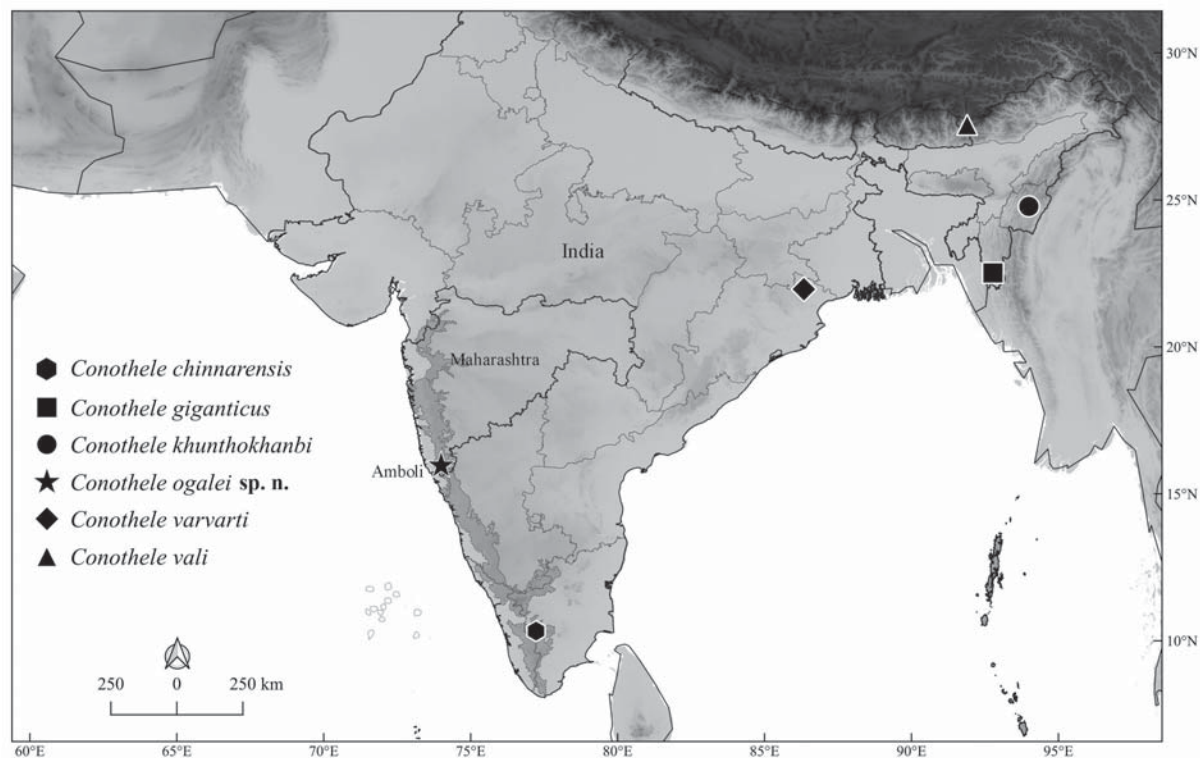 30°N
25°N
India
20°N
Maharashtra
Conothele chinnarensis
Conothele giganticus
Conothele khunthokhanbi
Amboli
Conothele ogalei sp. n.
15°N
Conothele varvarti
Conothele vali
10°N
250 0 250 km
60°E 65°E 70°E 75°E 80°E 85°E 90°E 95°E